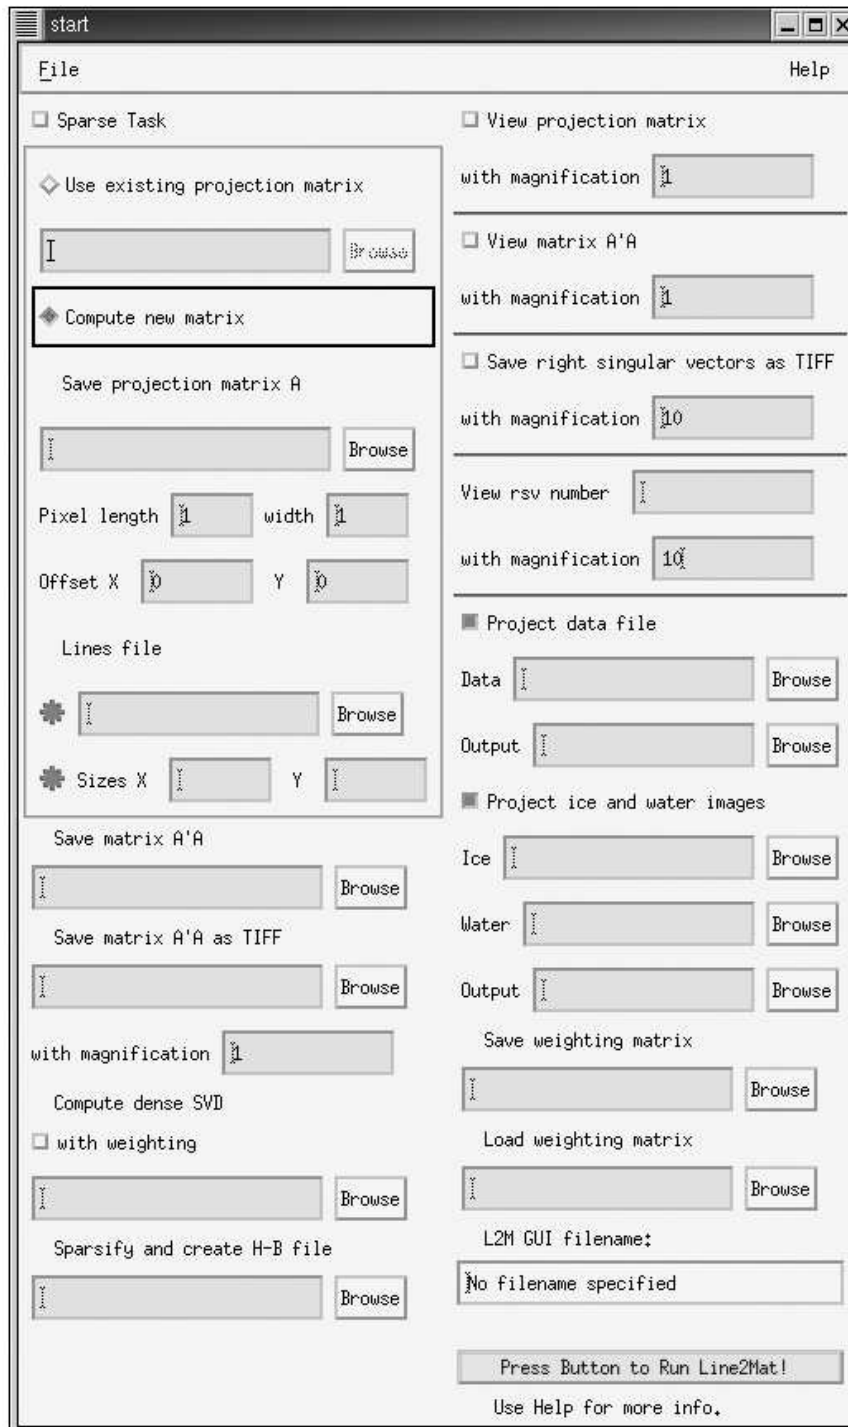 start
File Help
Sparse Task
Use existing projection matrix
Browse
Compute new matrix
Save projection matrix A
Browse
Pixel length 1 width 1
Offset X 0 Y 0
Lines file
Browse
Sizes X Y
Save matrix A'A
Browse
Save matrix A'A as TIFF
Browse
with magnification 1
Compute dense SVD
with weighting
Browse
Sparsify and create H-B file
Browse
View projection matrix
with magnification 1
View matrix A'A
with magnification 1
Save right singular vectors as TIFF
with magnification 10
View rsv number
with magnification 10
Project data file
Data Browse
Output Browse
Project ice and water images
Ice Browse
Water Browse
Output Browse
Save weighting matrix
Browse
Load weighting matrix
Browse
L2M GUI filename:
No filename specified
Press Button to Run Line2Mat!
Use Help for more info.